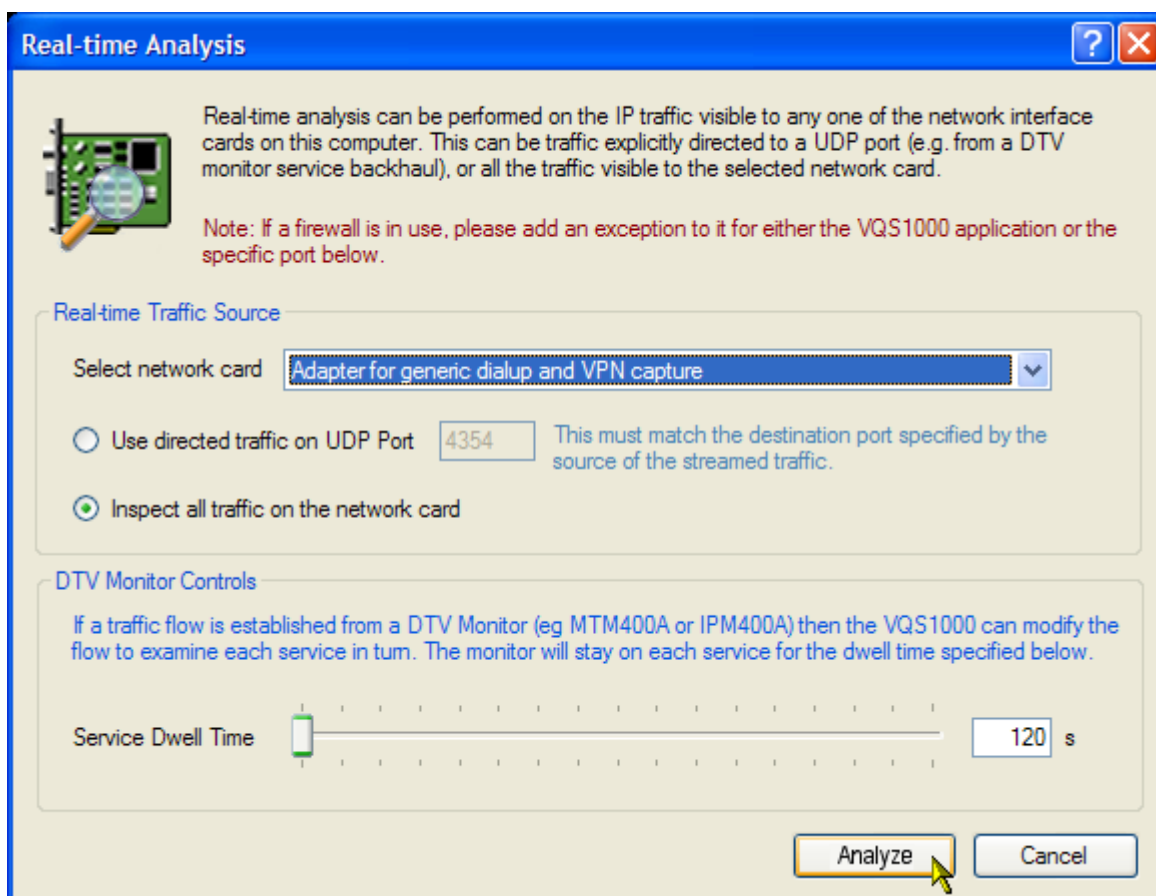 Real-time Analysis
Real-time analysis can be performed on the IP traffic visible to any one of the network interface
cards on this computer. This can be traffic explicitly directed to a UDP port (e.g. from a DTV
monitor service backhaul), or all the traffic visible to the selected network card.
Note: If a firewall is in use, please add an exception to it for either the VQS1000 application or the
specific port below.
Real-time Traffic Source
Select network card Adapter for generic dialup and VPN capture
Use directed traffic on UDP Port 4354 This must match the destination port specified by the
source of the streamed traffic.
Inspect all traffic on the network card
DTV Monitor Controls
If a traffic flow is established from a DTV Monitor (eg MTM400A or IPM400A) then the VQS1000 can modify the
flow to examine each service in turn. The monitor will stay on each service for the dwell time specified below.
Service Dwell Time 120 s
Analyze Cancel